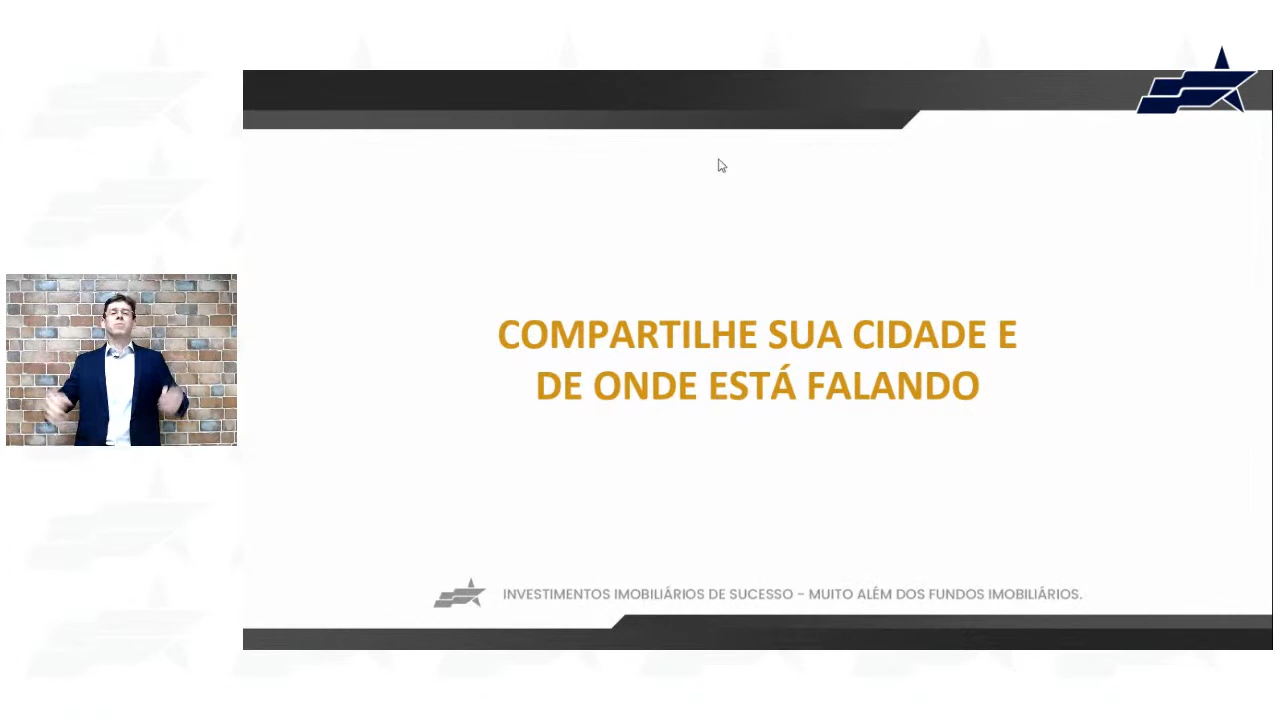 COMPARTILHE SUA CIDADE E
DE ONDE ESTÁ FALANDO
INVESTIMENTOS IMOBILIÁRIOS DE SUCESSO - MUITO ALÉM DOS FUNDOS IMOBILIÁRIOS.